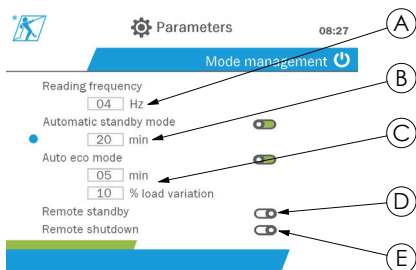 Parameters 08:27
Mode management
Reading frequency
04 Hz
Automatic standby mode
20 min
Auto eco mode
05 min
10 % load variation
Remote standby
Remote shutdown
A
B
C
D
E